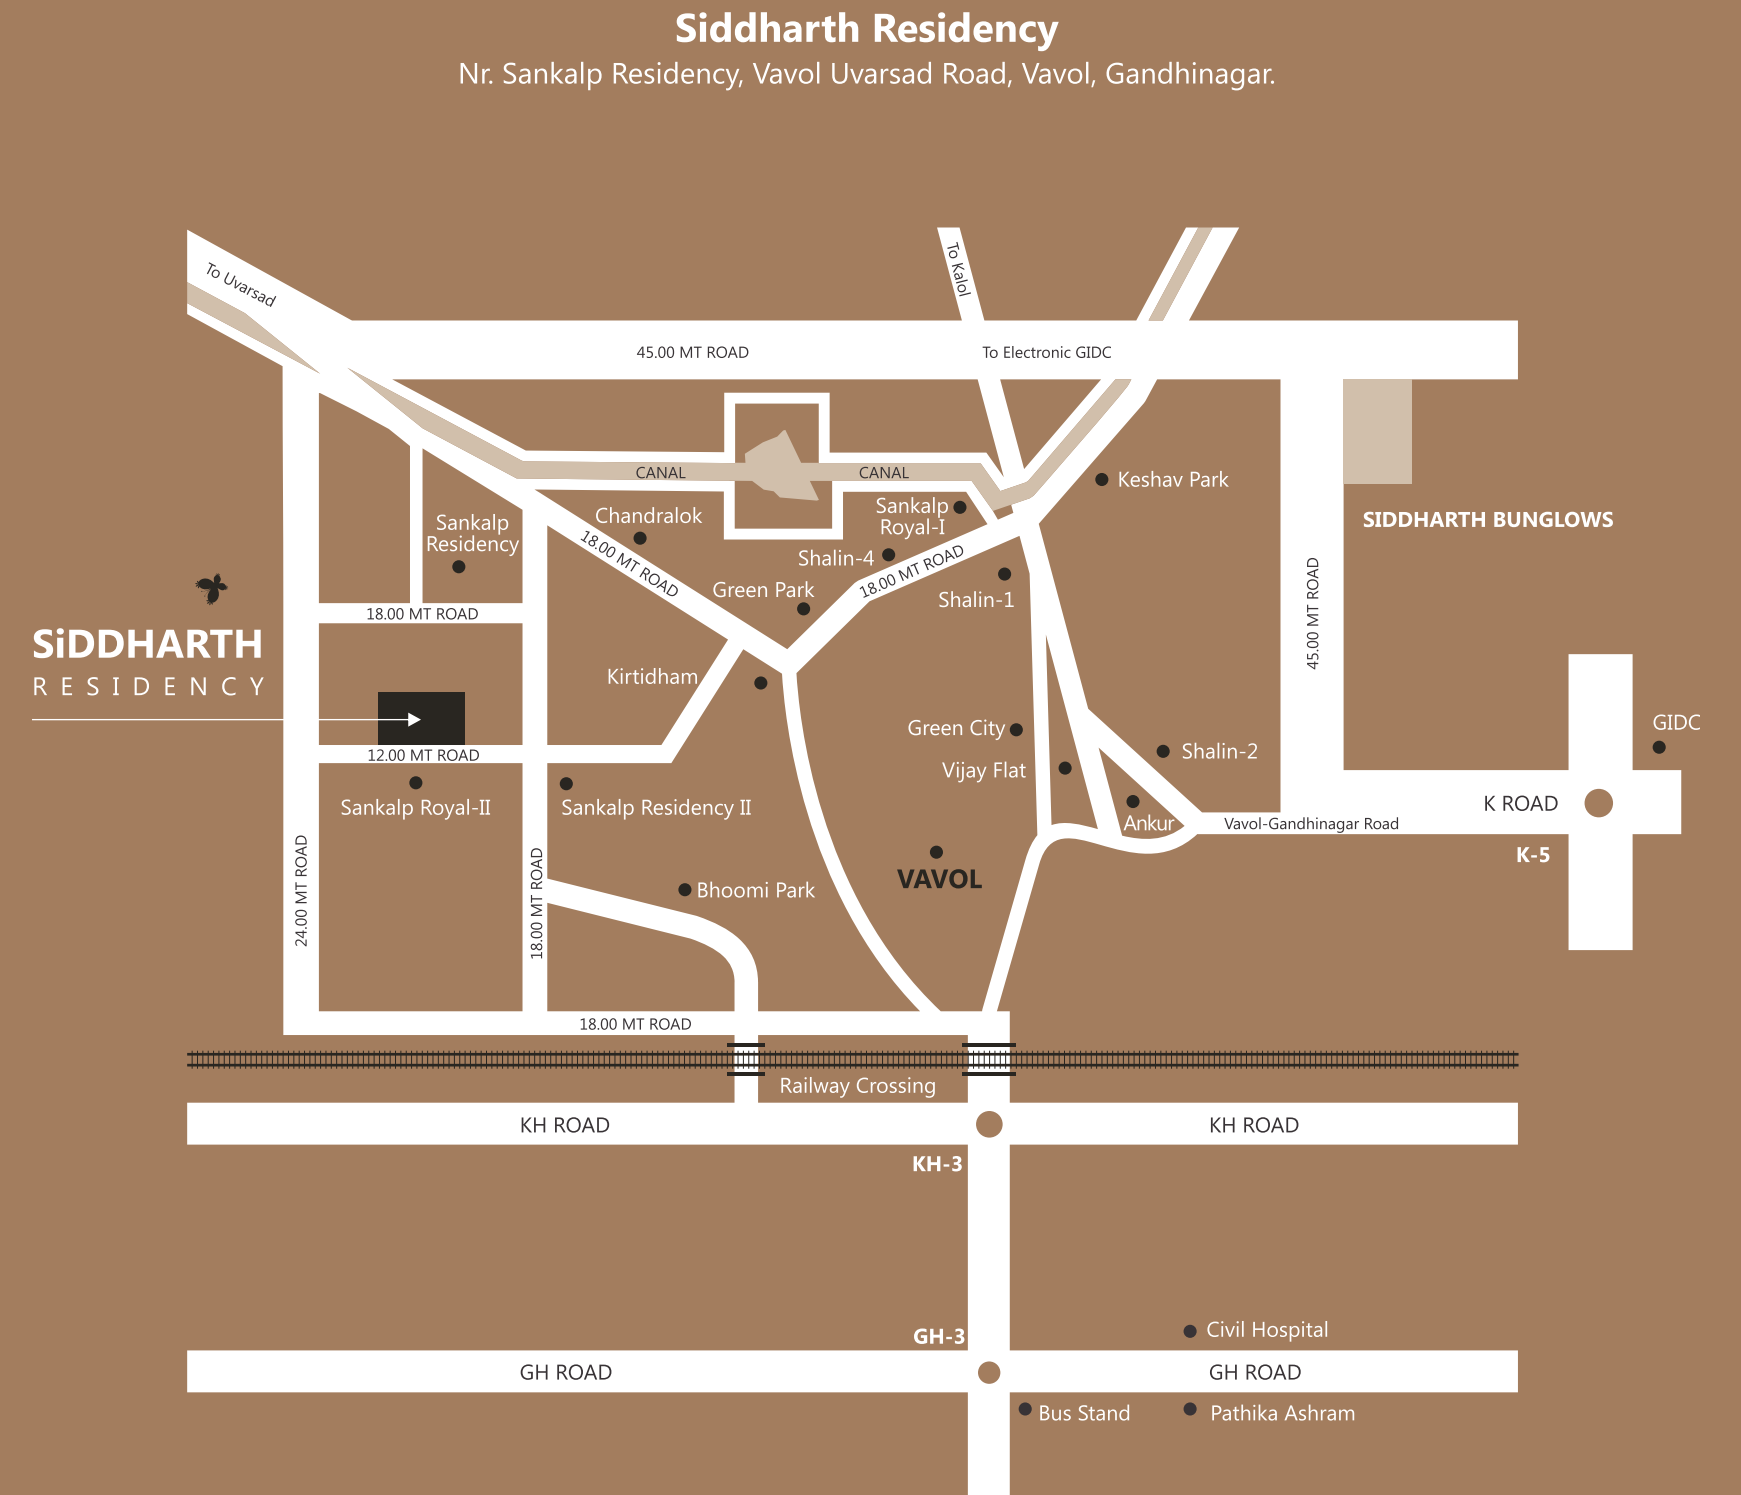 Siddharth Residency
Nr. Sankalp Residency, Vavol Uvarsad Road, Vavol, Gandhinagar.
To Uvarsad
To Kalol
45.00 MT ROAD
To Electronic GIDC
CANAL
CANAL
Keshav Park
Sankalp
Royal-I
Chandralok
Sankalp
Residency
SIDDHARTH BUNGLOWS
18.00 MT ROAD
Shalin-4
18.00 MT ROAD
Green Park
Shalin-1
45.00 MT ROAD
18.00 MT ROAD
SiDDHARTH
RESIDENCY
Kirtidham
GIDC
Green City
Shalin-2
12.00 MT ROAD
Vijay Flat
Sankalp Royal-II
Sankalp Residency II
K ROAD
Ankur
Vavol-Gandhinagar Road
K-5
VAVOL
24.00 MT ROAD
18.00 MT ROAD
Bhoomi Park
18.00 MT ROAD
Railway Crossing
KH ROAD
KH ROAD
KH-3
GH-3
Civil Hospital
GH ROAD
GH ROAD
Bus Stand
Pathika Ashram